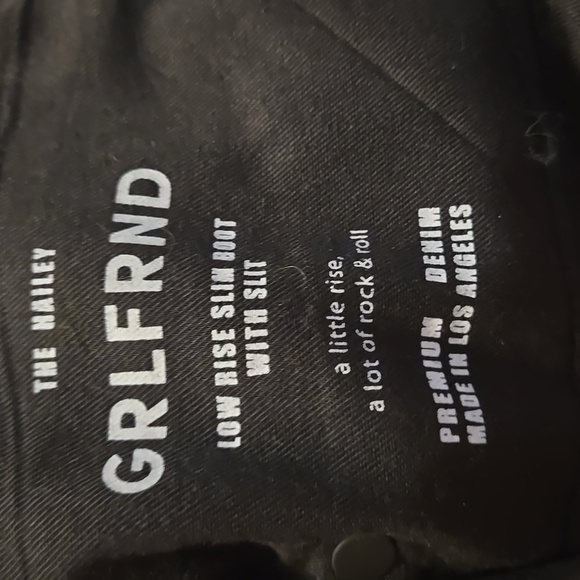 THE HAILEY
GRLFRND
LOW RISE SLIM BOOT
WITH SLIT
a little rise,
a lot of rock & roll
PREMIUM DENIM
MADE IN LOS ANGELES